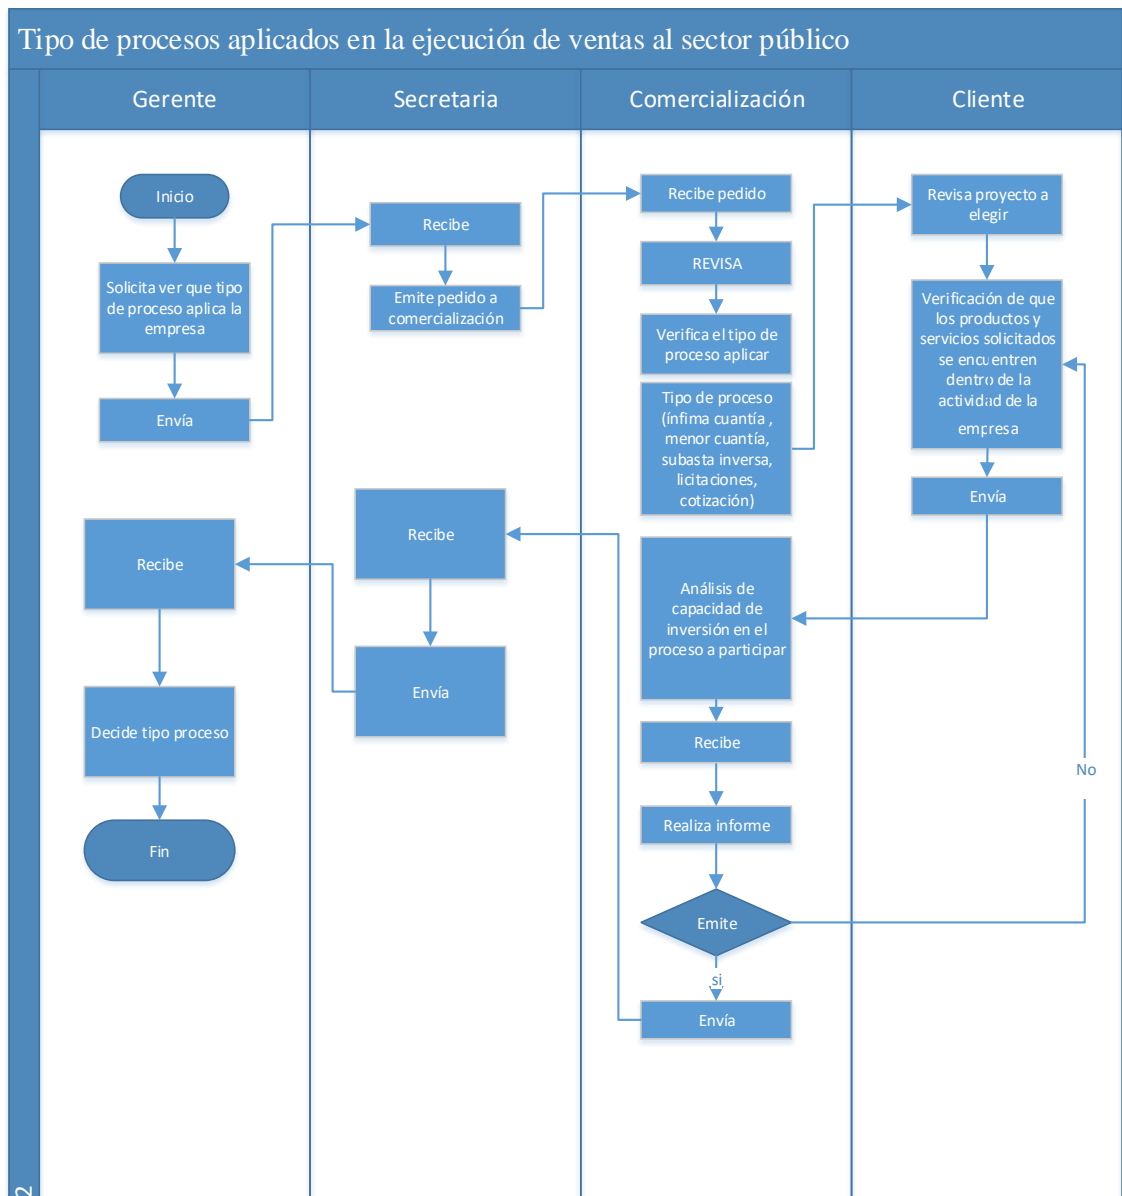 Tipo de procesos aplicados en la ejecución de ventas al sector público
Gerente
Secretaria
Comercialización
Cliente
Inicio
Solicita ver que tipo
de proceso aplica la
empresa
Envía
Recibe
Decide tipo proceso
Fin
Recibe
Emite pedido a
comercialización
Recibe
Envía
Recibe pedido
REVISA
Verifica el tipo de
proceso aplicar
Tipo de proceso
(ínfima cuantía ,
menor cuantía,
subasta inversa,
licitaciones,
cotización)
Análisis de
capacidad de
inversión en el
proceso a participar
Recibe
Realiza informe
Emite
si
Envía
Revisa proyecto a
elegir
Verificación de que
los productos y
servicios solicitados
se encuentren
dentro de la
actividad de la
empresa
Envía
No
2